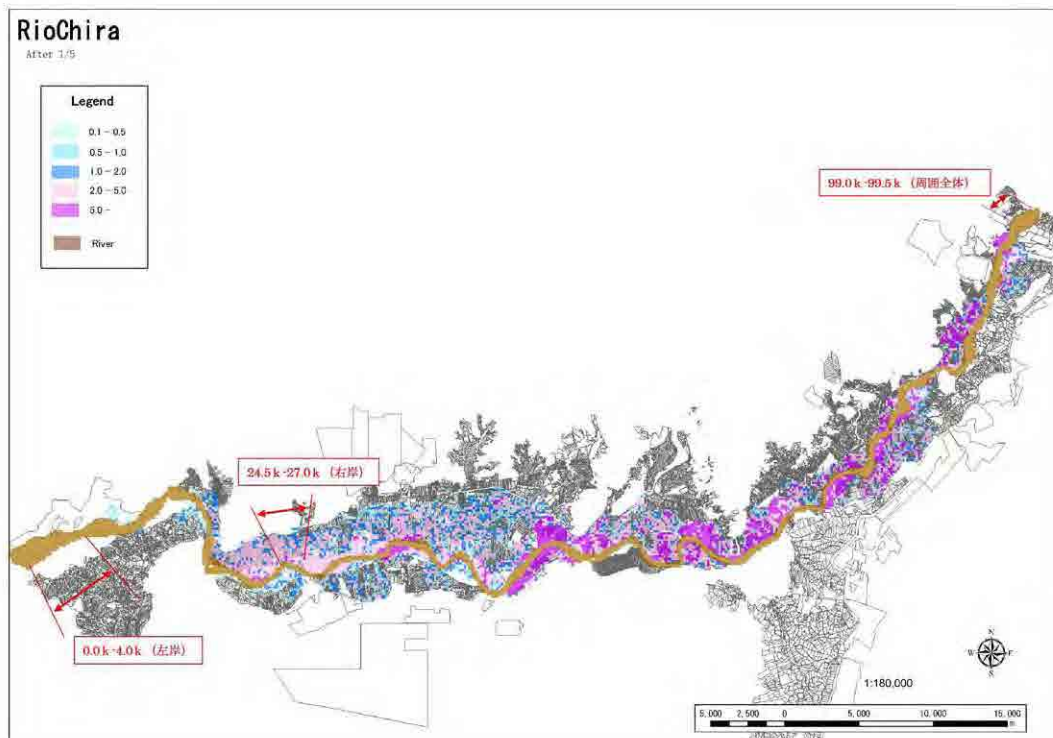 RioChira
After 1/5
Legend
0.1 - 0.5
0.5 - 1.0
1.0 - 2.0
2.0 - 5.0
5.0 -
River
99.0k-99.5k (周囲全体)
24.5k-27.0k (右岸)
0.0k-4.0k (左岸)
N
W
E
S
1:180,000
5,000 2,500 0 5,000 10,000 15,000
m